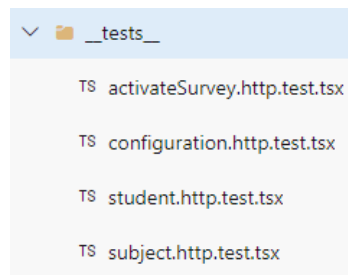 __tests__
TS activateSurvey.http.test.tsx
TS configuration.http.test.tsx
TS student.http.test.tsx
TS subject.http.test.tsx